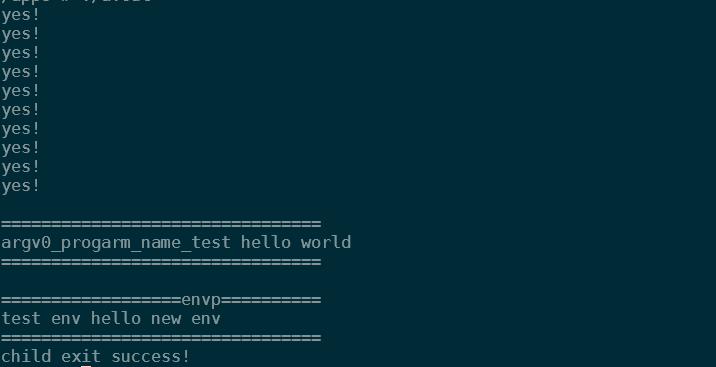 yes!
yes!
yes!
yes!
yes!
yes!
yes!
yes!
yes!
yes!
================================
argv0_progarm_name_test hello world
================================
==================envp==========
test env hello new env
================================
child exit success!